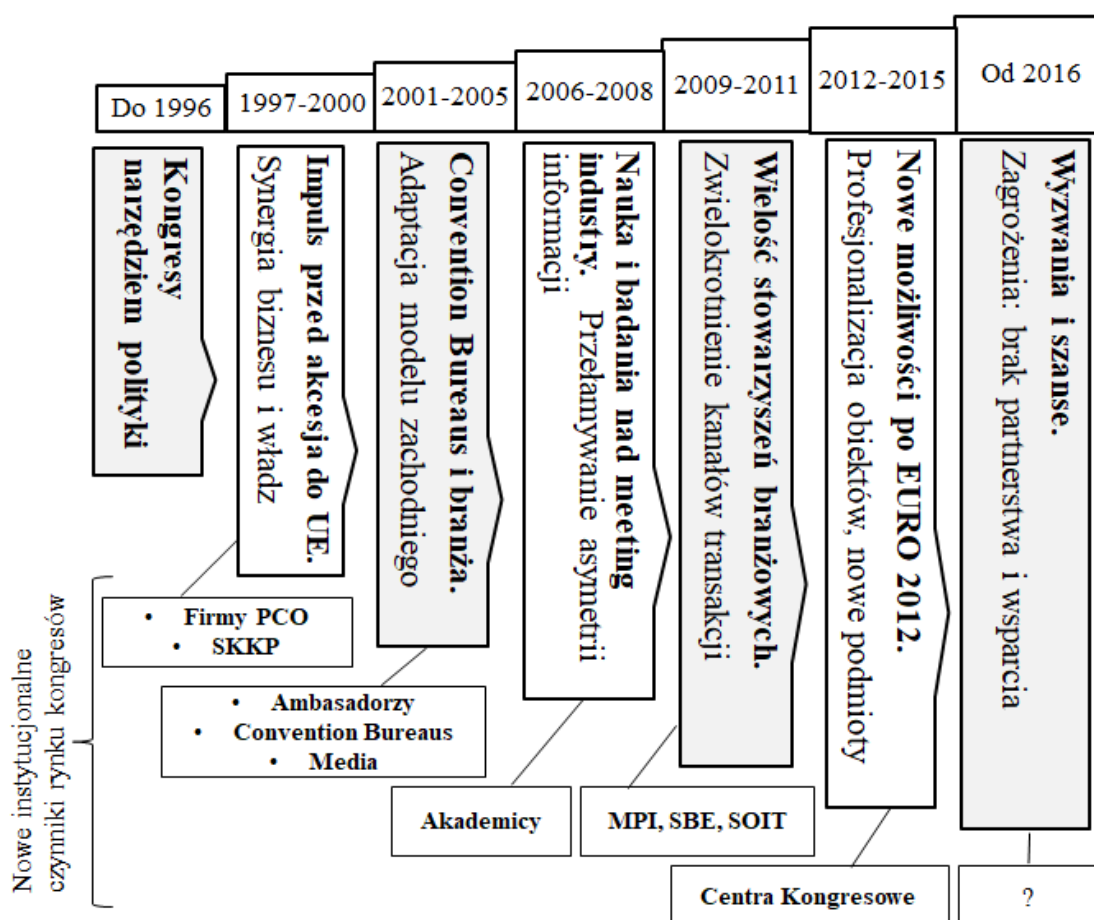 Do 1996
1997-2000
2001-2005
2006-2008
2009-2011
2012-2015
Od 2016
Kongresy
narzędziem polityki
Impuls przed akcesja do UE.
Synergia biznesu i władz
Convention Bureaus i branża.
Adaptacja modelu zachodniego
Nauka i badania nad meeting
industry. Przełamywanie asymetrii
informacji
Wielość stowarzyszeń branżowych.
Zwielokrotnienie kanałów transakcji
Nowe możliwości po EURO 2012.
Profesjonalizacja obiektów, nowe podmioty
Wyzwania i szanse.
Zagrożenia: brak partnerstwa i wsparcia
Nowe instytucjonalne
czynniki rynku kongresów
• Firmy PCO
• SKKP
• Ambasadorzy
• Convention Bureaus
• Media
Akademicy
MPI, SBE, SOIT
Centra Kongresowe
?